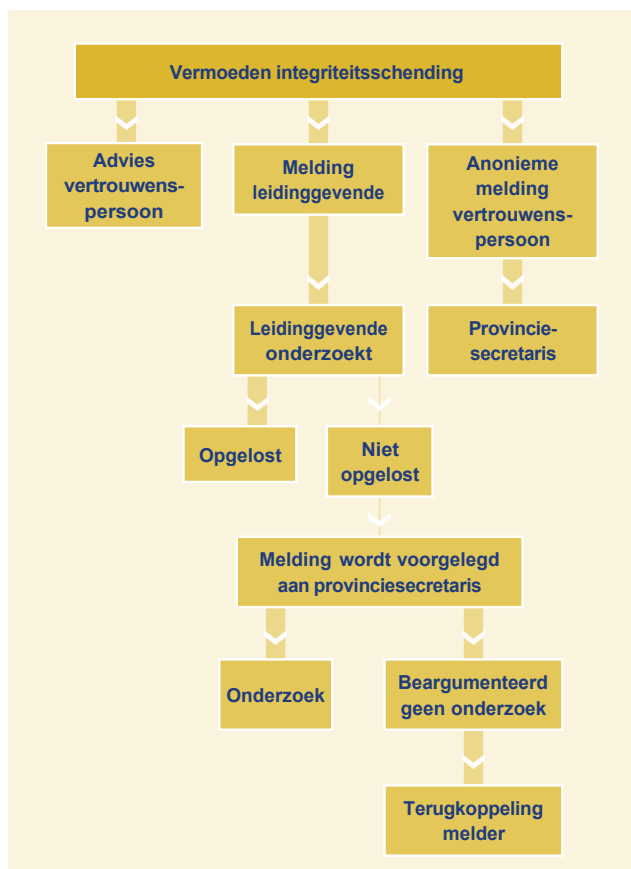 Vermoeden integriteitsschending
Advies
vertrouwens-
persoon
Melding
leidinggevende
Anonieme
melding
vertrouwens-
persoon
Leidinggevende
onderzoekt
Provincie-
secretaris
Opgelost
Niet
opgelost
Melding wordt voorgelegd
aan provinciesecretaris
Onderzoek
Beargumenteerd
geen onderzoek
Terugkoppeling
melder